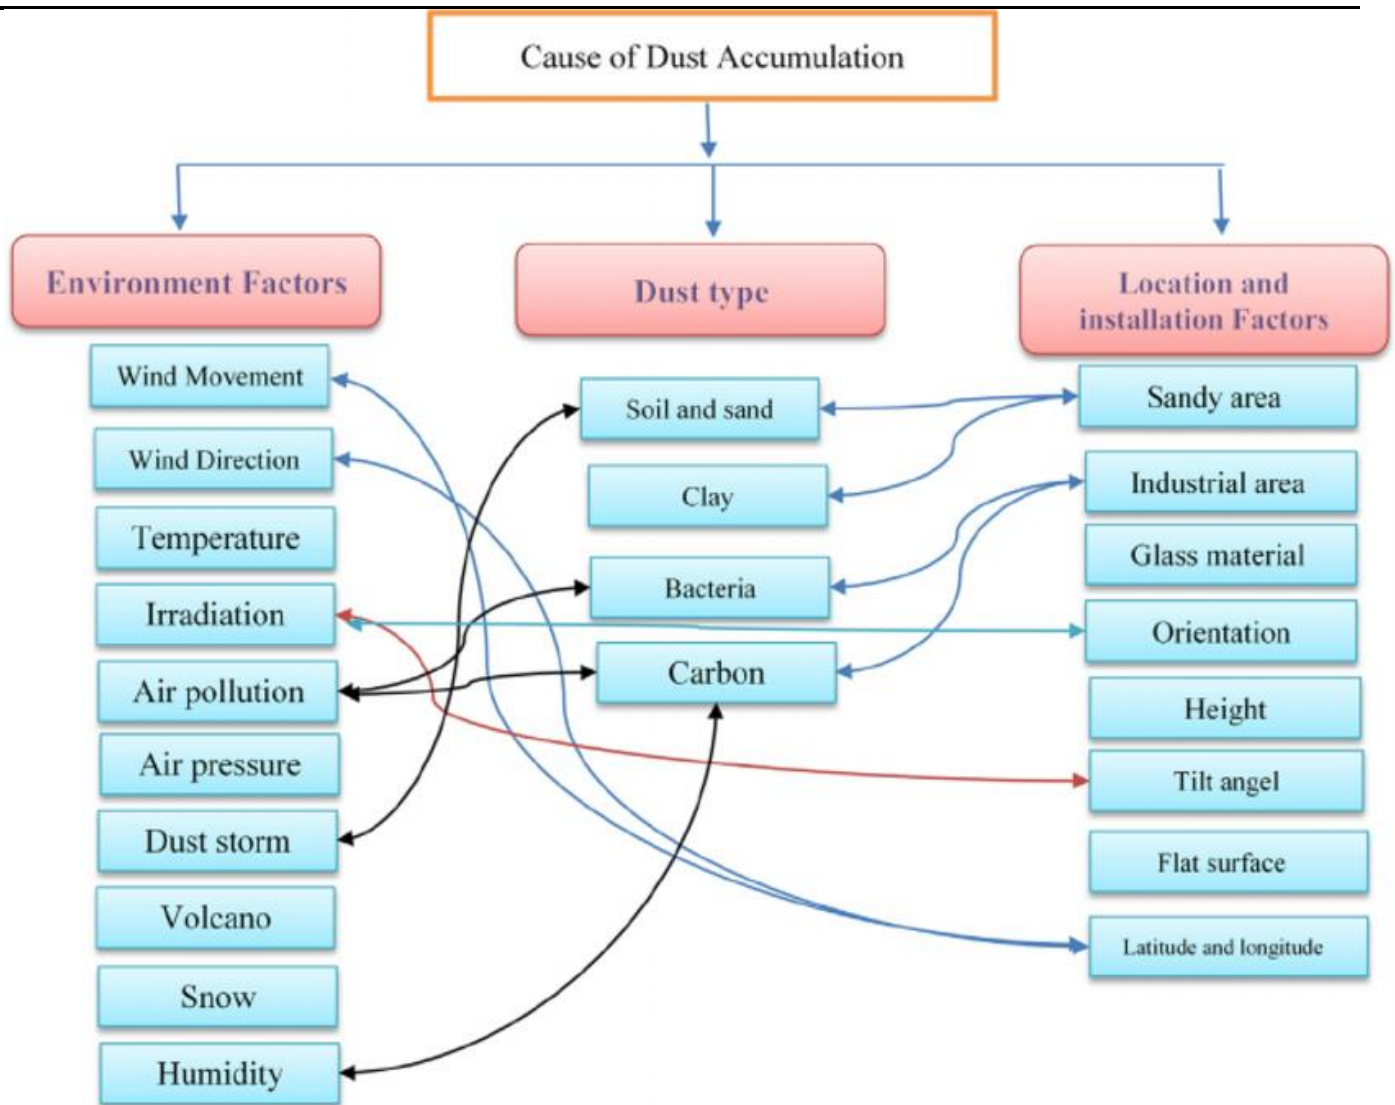 Cause of Dust Accumulation
Environment Factors
Wind Movement
Wind Direction
Temperature
Irradiation
Air pollution
Air pressure
Dust storm
Volcano
Snow
Humidity
Dust type
Soil and sand
Clay
Bacteria
Carbon
Location and
installation Factors
Sandy area
Industrial area
Glass material
Orientation
Height
Tilt angel
Flat surface
Latitude and longitude